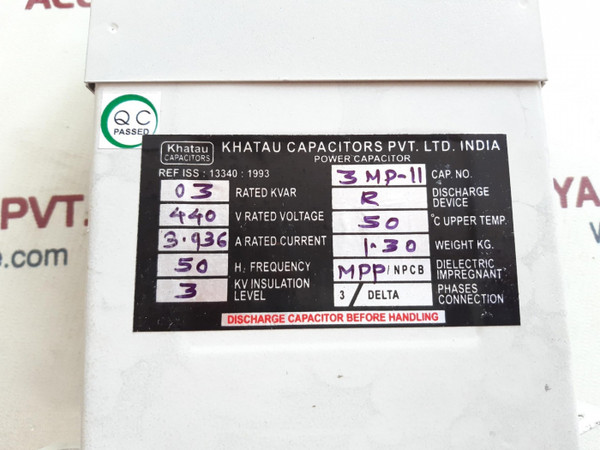 QC
PASSED
Khatau
CAPACITORS
KHATAU CAPACITORS PVT. LTD. INDIA
POWER CAPACITOR
REF ISS : 13340 : 1993
3 MP-11 CAP. NO.
03 RATED KVAR
R DISCHARGE DEVICE
440 V RATED VOLTAGE
50 °C UPPER TEMP.
3.936 A RATED CURRENT
1.30 WEIGHT KG.
50 HZ FREQUENCY
MPP/NPCB DIELECTRIC IMPREGNANT
3 KV INSULATION LEVEL
3 / DELTA PHASES CONNECTION
DISCHARGE CAPACITOR BEFORE HANDLING
PVT.
e.com